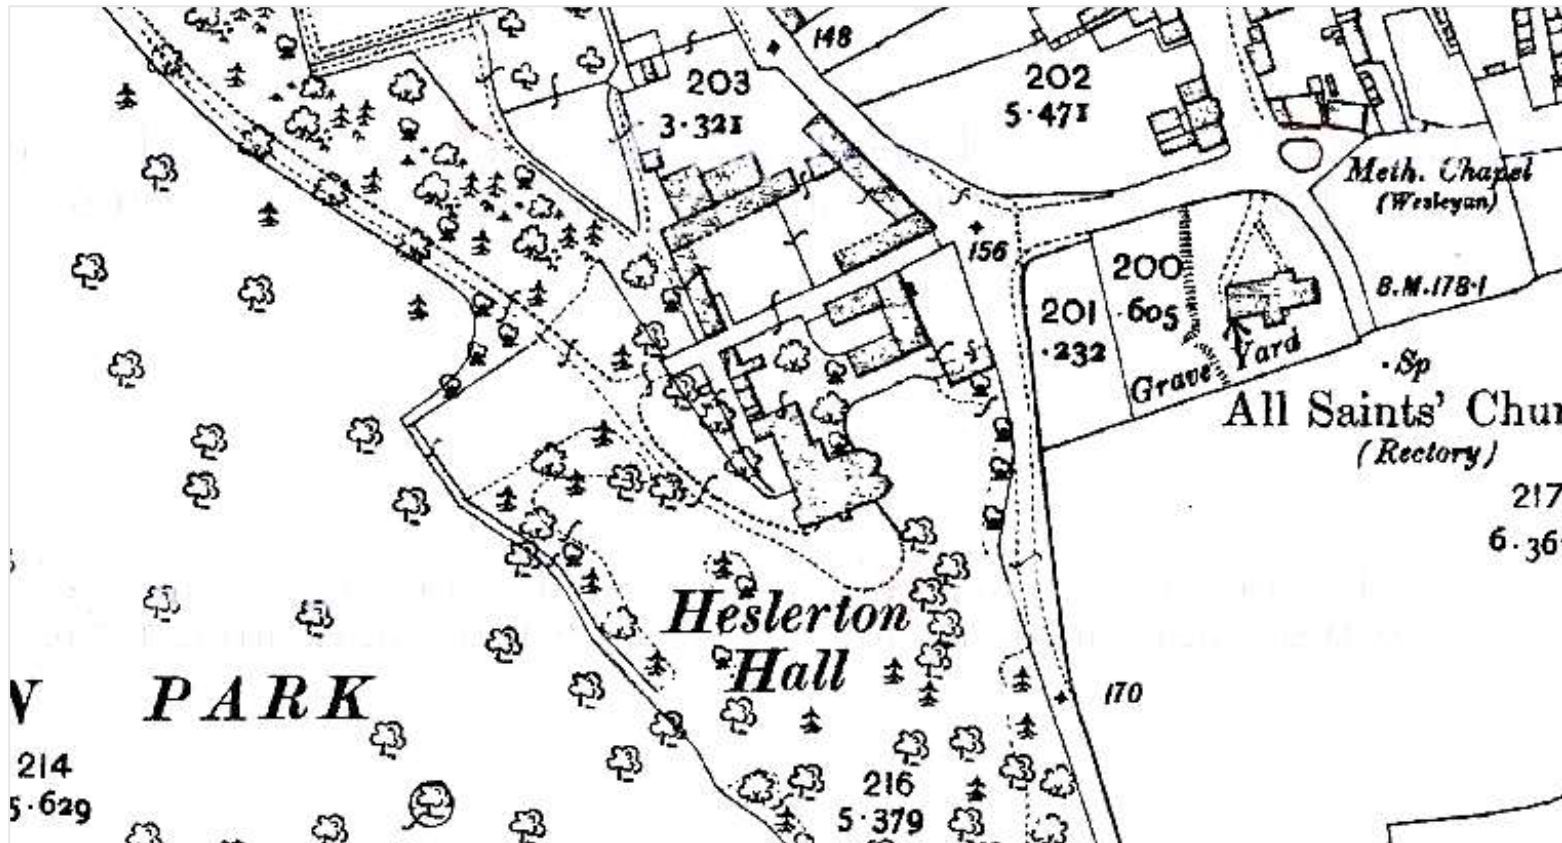 148
203
3·321
202
5·471
Meth. Chapel
(Wesleyan)
156
200
·605
201
·232
B.M.178·1
Grave Yard
·Sp
All Saints' Chur
(Rectory)
217
6·36
Heslerton
Hall
PARK
170
214
5·629
216
5·379